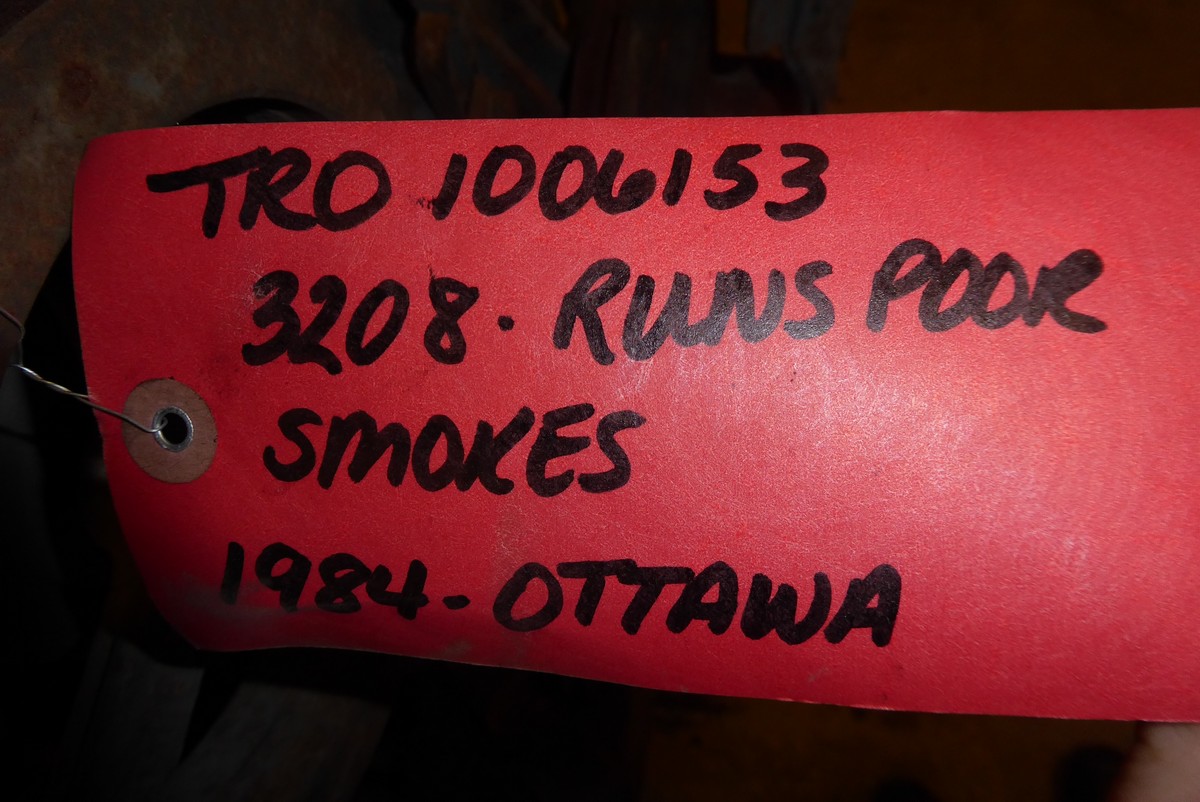 TRO 1006153
3208. RUNS POOR
SMOKES
1984-OTTAWA